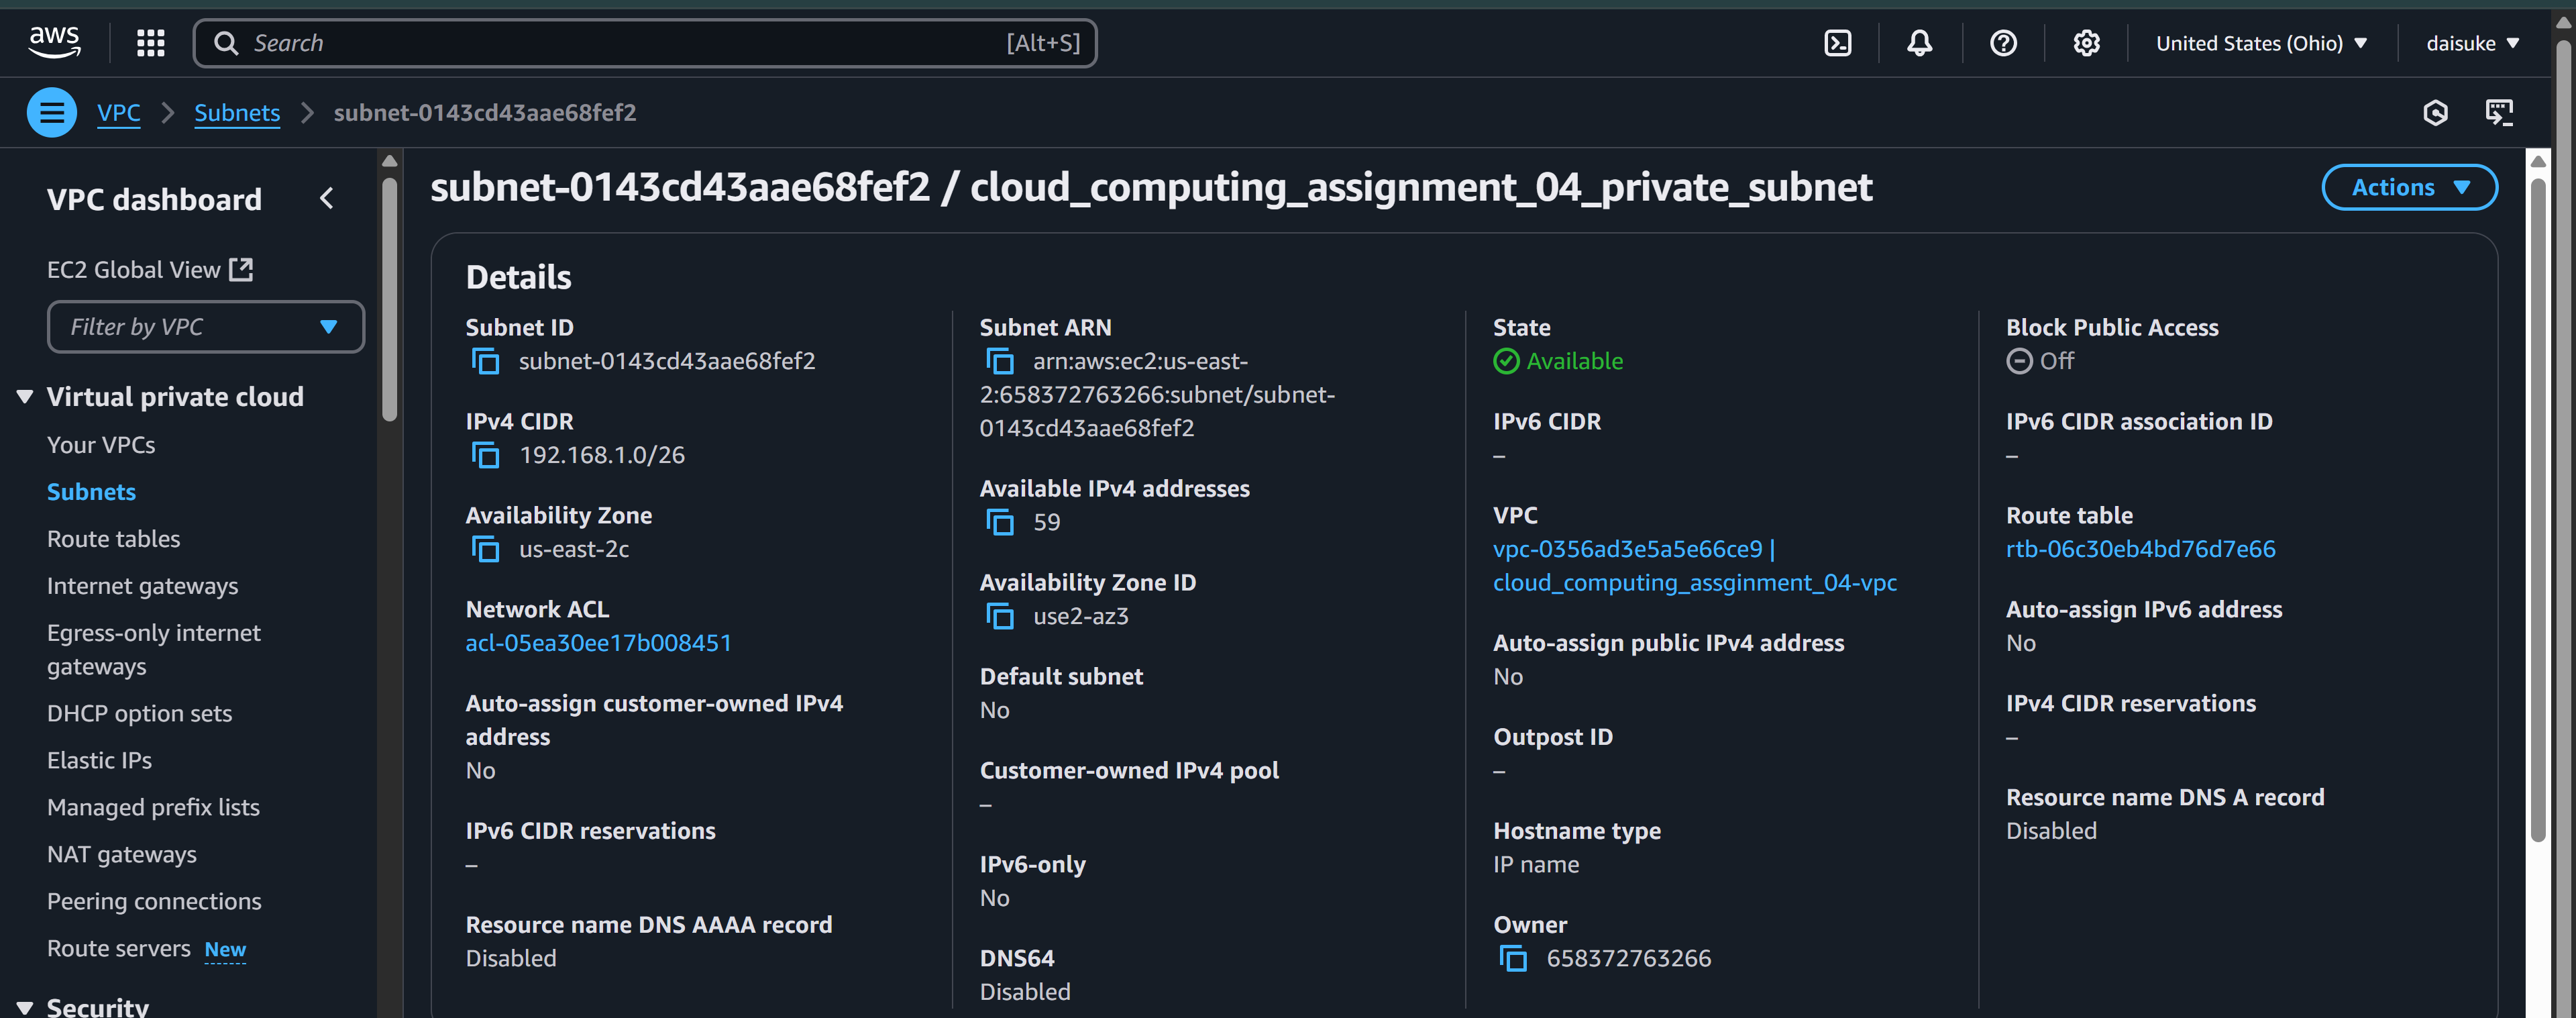 aws
Search
[Alt+S]
United States (Ohio)
daisuke
VPC
Subnets
subnet-0143cd43aae68fef2
VPC dashboard
EC2 Global View
Filter by VPC
Virtual private cloud
Your VPCs
Subnets
Route tables
Internet gateways
Egress-only internet
gateways
DHCP option sets
Elastic IPs
Managed prefix lists
NAT gateways
Peering connections
Route servers New
Security
subnet-0143cd43aae68fef2 / cloud_computing_assignment_04_private_subnet
Actions
Details
Subnet ID
subnet-0143cd43aae68fef2
IPv4 CIDR
192.168.1.0/26
Availability Zone
us-east-2c
Network ACL
acl-05ea30ee17b008451
Auto-assign customer-owned IPv4
address
No
IPv6 CIDR reservations
–
Resource name DNS AAAA record
Disabled
Subnet ARN
arn:aws:ec2:us-east-
2:658372763266:subnet/subnet-
0143cd43aae68fef2
Available IPv4 addresses
59
Availability Zone ID
use2-az3
Default subnet
No
Customer-owned IPv4 pool
–
IPv6-only
No
DNS64
Disabled
State
Available
IPv6 CIDR
–
VPC
vpc-0356ad3e5a5e66ce9 |
cloud_computing_assginment_04-vpc
Auto-assign public IPv4 address
No
Outpost ID
–
Hostname type
IP name
Owner
658372763266
Block Public Access
Off
IPv6 CIDR association ID
–
Route table
rtb-06c30eb4bd76d7e66
Auto-assign IPv6 address
No
IPv4 CIDR reservations
–
Resource name DNS A record
Disabled